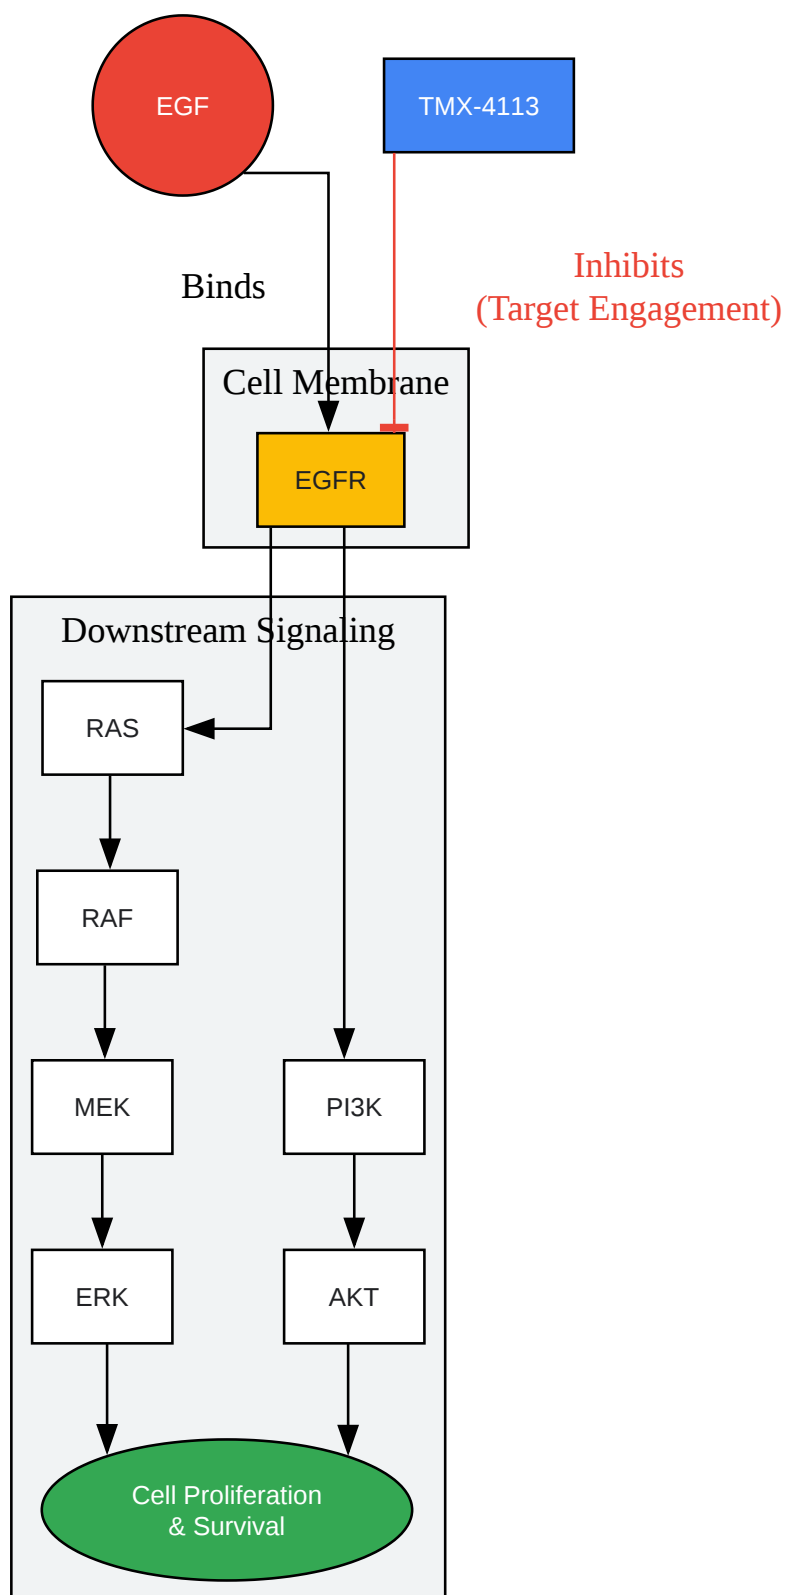 EGF
TMX-4113
Inhibits
(Target Engagement)
Binds
Cell Membrane
EGFR
Downstream Signaling
RAS
RAF
MEK
PI3K
ERK
AKT
Cell Proliferation
& Survival